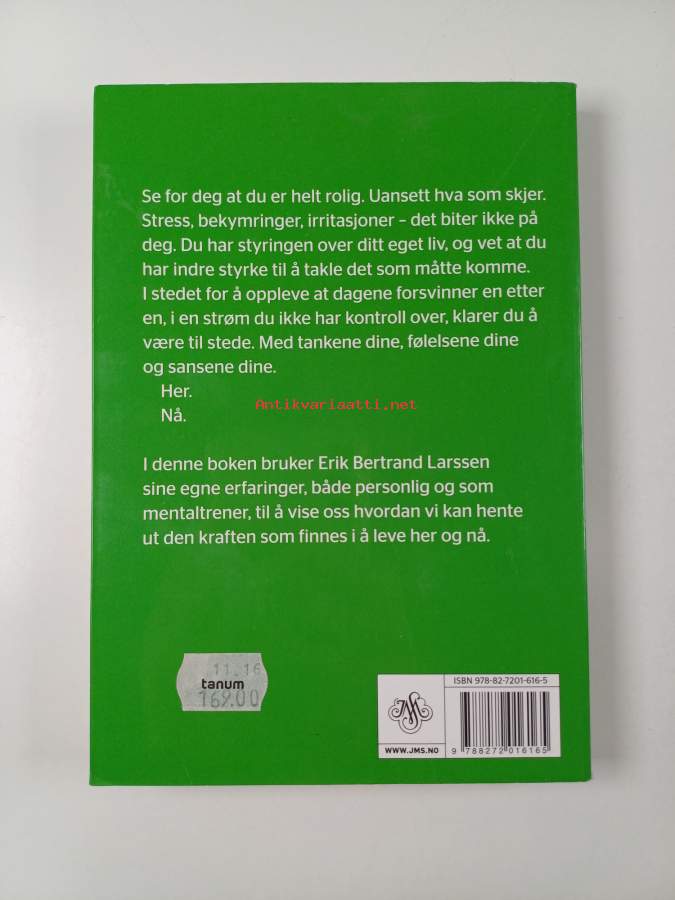 Se for deg at du er helt rolig. Uansett hva som skjer.
Stress, bekymringer, irritasjoner – det biter ikke på
deg. Du har styringen over ditt eget liv, og vet at du
har indre styrke til å takle det som måtte komme.
I stedet for å oppleve at dagene forsvinner en etter
en, i en strøm du ikke har kontroll over, klarer du å
være til stede. Med tankene dine, følelsene dine
og sansene dine.
Her.
Nå.
Antikvariaatti.net
I denne boken bruker Erik Bertrand Larssen
sine egne erfaringer, både personlig og som
mentaltrener, til å vise oss hvordan vi kan hente
ut den kraften som finnes i å leve her og nå.
11.16
tanum
169.00
ISBN 978-82-7201-616-5
WWW.JMS.NO
9 788272 016165